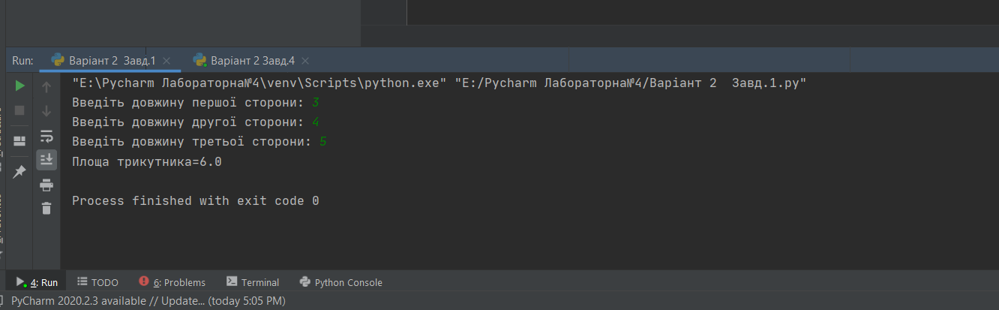 Run: Варіант 2 Завд.1 Варіант 2 Завд.4
"E:\Pycharm Лабораторна№4\venv\Scripts\python.exe" "E:/Pycharm Лабораторна№4/Варіант 2  Завд.1.py"
Введіть довжину першої сторони: 3
Введіть довжину другої сторони: 4
Введіть довжину третьої сторони: 5
Площа трикутника=6.0
Process finished with exit code 0
4: Run TODO 6: Problems Terminal Python Console
PyCharm 2020.2.3 available // Update... (today 5:05 PM)